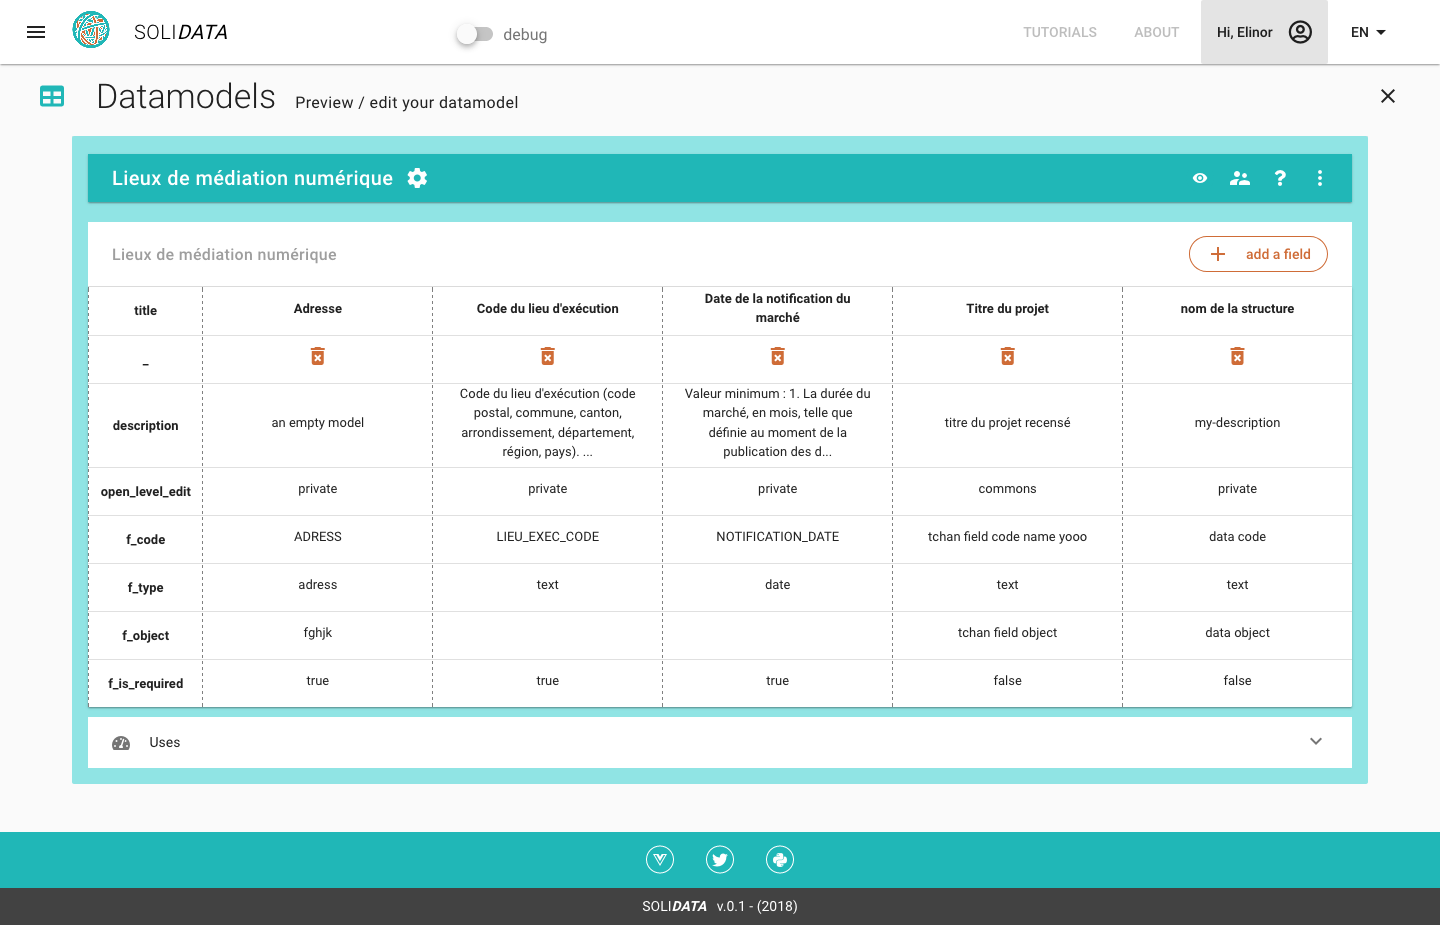 SOLIDATA
debug
TUTORIALS
ABOUT
Hi, Elinor
EN
Datamodels
Preview / edit your datamodel
Lieux de médiation numérique
?
Lieux de médiation numérique
add a field
title
Adresse
Code du lieu d'exécution
Date de la notification du
marché
Titre du projet
nom de la structure
_
description
an empty model
Code du lieu d'exécution (code
postal, commune, canton,
arrondissement, département,
région, pays). ...
Valeur minimum : 1. La durée du
marché, en mois, telle que
définie au moment de la
publication des d...
titre du projet recensé
my-description
open_level_edit
private
private
private
commons
private
f_code
ADRESS
LIEU_EXEC_CODE
NOTIFICATION_DATE
tchan field code name yooo
data code
f_type
adress
text
date
text
text
f_object
fghjk
tchan field object
data object
f_is_required
true
true
true
false
false
Uses
SOLIDATA v.0.1 - (2018)